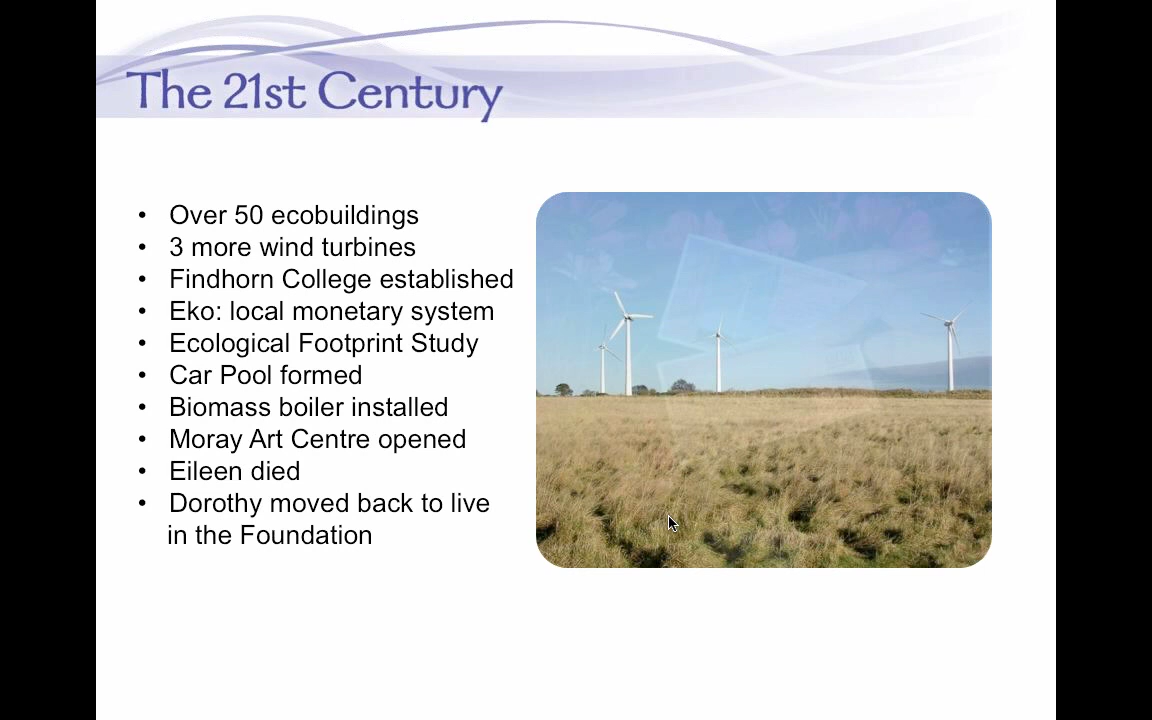 The 21st Century
• Over 50 ecobuildings
• 3 more wind turbines
• Findhorn College established
• Eko: local monetary system
• Ecological Footprint Study
• Car Pool formed
• Biomass boiler installed
• Moray Art Centre opened
• Eileen died
• Dorothy moved back to live
in the Foundation